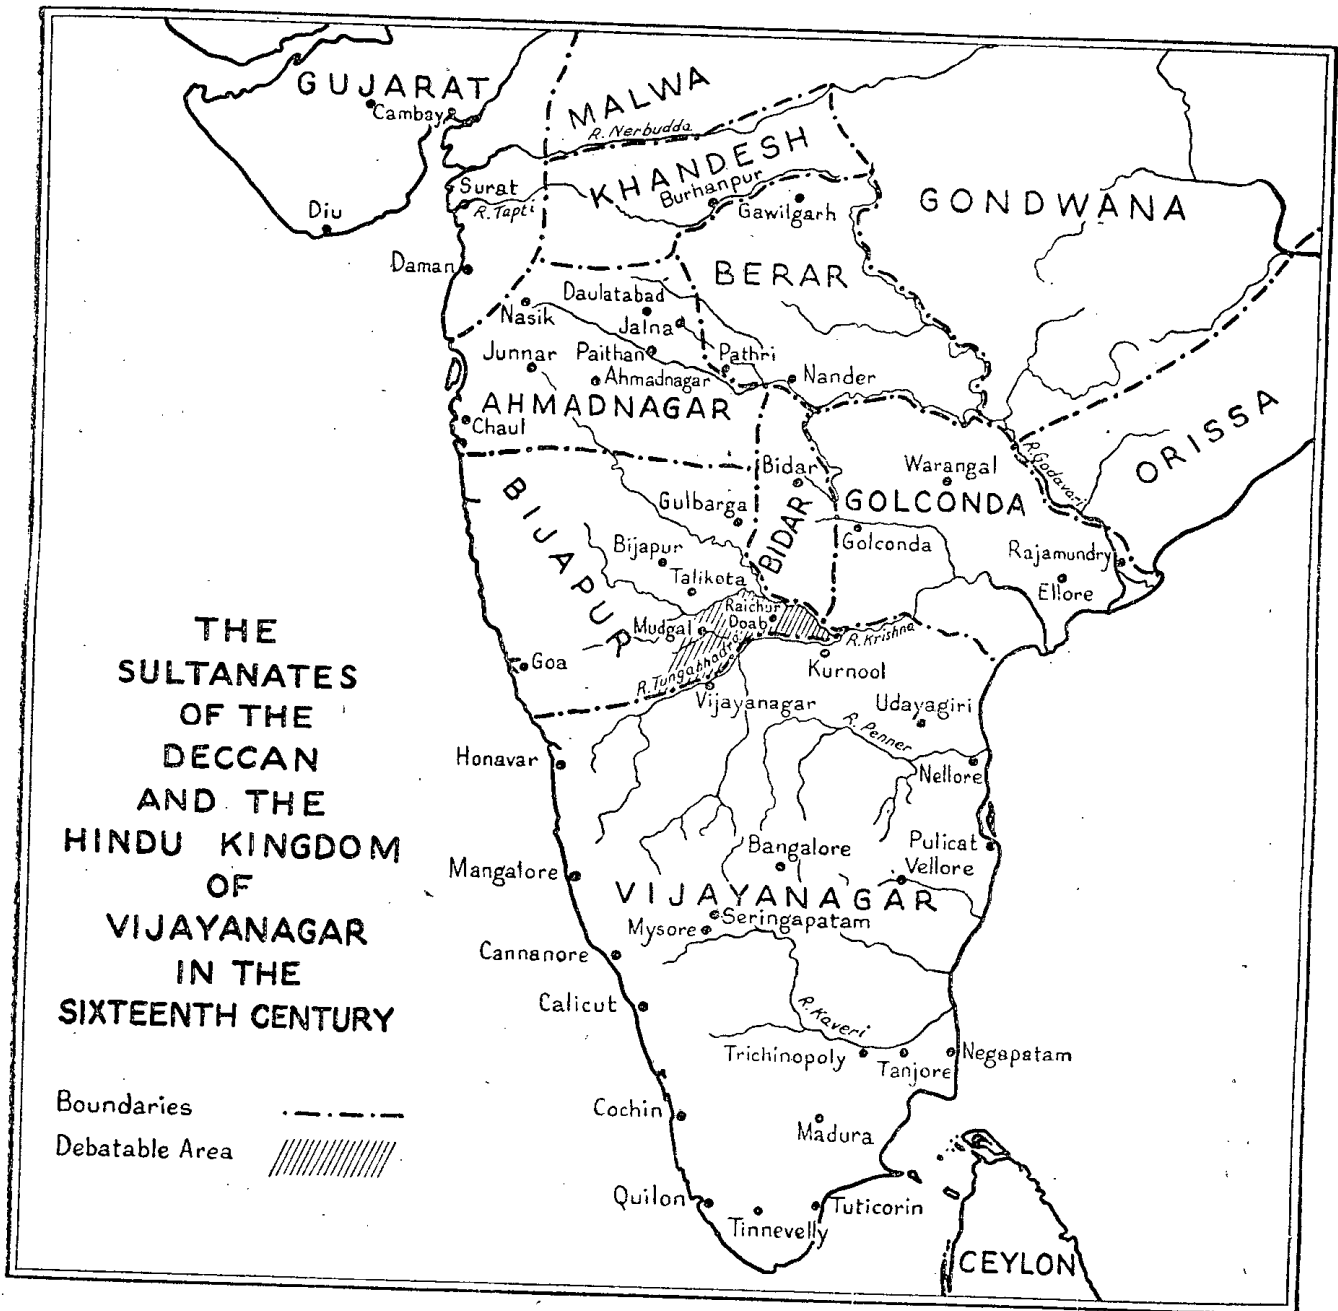 GUJARAT
Cambay
MALWA
R. Nerbudda
KHANDESH
Burhanpur
Gawilgarh
GONDWANA
Surat
R. Tapti
Diu
Daman
BERAR
Daulatabad
Nasik
Jalna
Junnar
Paithan
Pathri
Ahmadnagar
Nander
AHMADNAGAR
Chaul
ORISSA
R. Godavari
Bidar
Warangal
BIJAPUR
Gulbarga
BIDAR
GOLCONDA
Golconda
Bijapur
Rajamundry
Talikota
Ellore
Raichur
Doab
Mudgal
R. Krishna
R. Tungabhadra
Goa
Kurnool
Vijayanagar
Udayagiri
R. Penner
Honavar
Nellore
Bangalore
Pulicat
Vellore
Mangalore
VIJAYANAGAR
Seringapatam
Mysore
Cannanore
Calicut
R. Kaveri
Trichinopoly
Tanjore
Negapatam
Cochin
Madura
Quilon
Tinnevelly
Tuticorin
CEYLON
THE
SULTANATES
OF THE
DECCAN
AND THE
HINDU KINGDOM
OF
VIJAYANAGAR
IN THE
SIXTEENTH CENTURY
Boundaries
Debatable Area